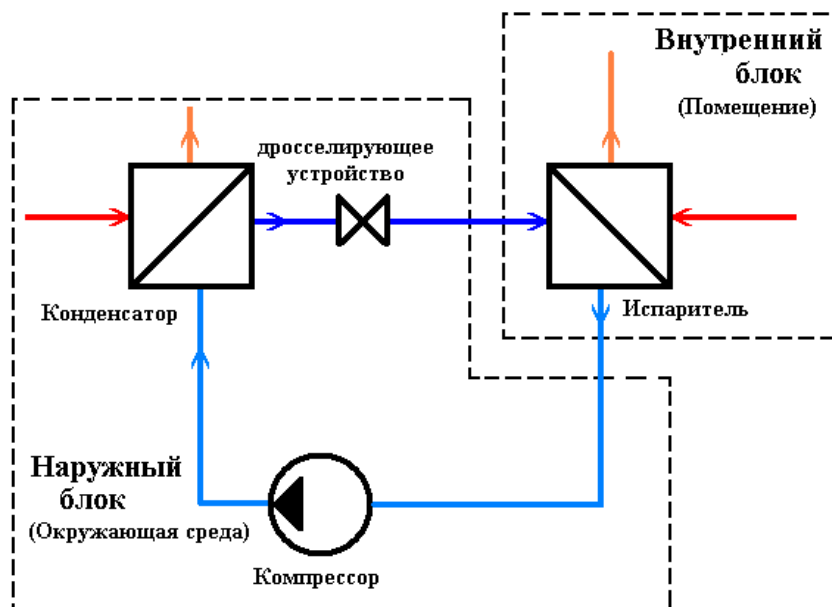 Внутренний
блок
(Помещение)
дросселирующее
устройство
Конденсатор
Испаритель
Наружный
блок
(Окружающая среда)
Компрессор